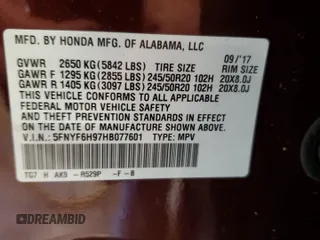 MFD. BY HONDA MFG. OF ALABAMA, LLC
09/'17
GVWR 2650 KG(5842 LBS) TIRE SIZE RIM SIZE
GAWR F 1295 KG(2855 LBS)245/50R20 102H 20X8.0J
GAWR R 1405 KG(3097 LBS)245/50R20 102H 20X8.0J
THIS VEHICLE CONFORMS TO ALL APPLICABLE
FEDERAL MOTOR VEHICLE SAFETY AND THEFT
PREVENTION STANDARDS IN EFFECT ON THE
DATE OF MANUFACTURE SHOWN ABOVE.
V.I.N.: 5FNYF6H97HB077601 TYPE: MPV
TG7 H AK9 - R529P -F-B
DREAMBID